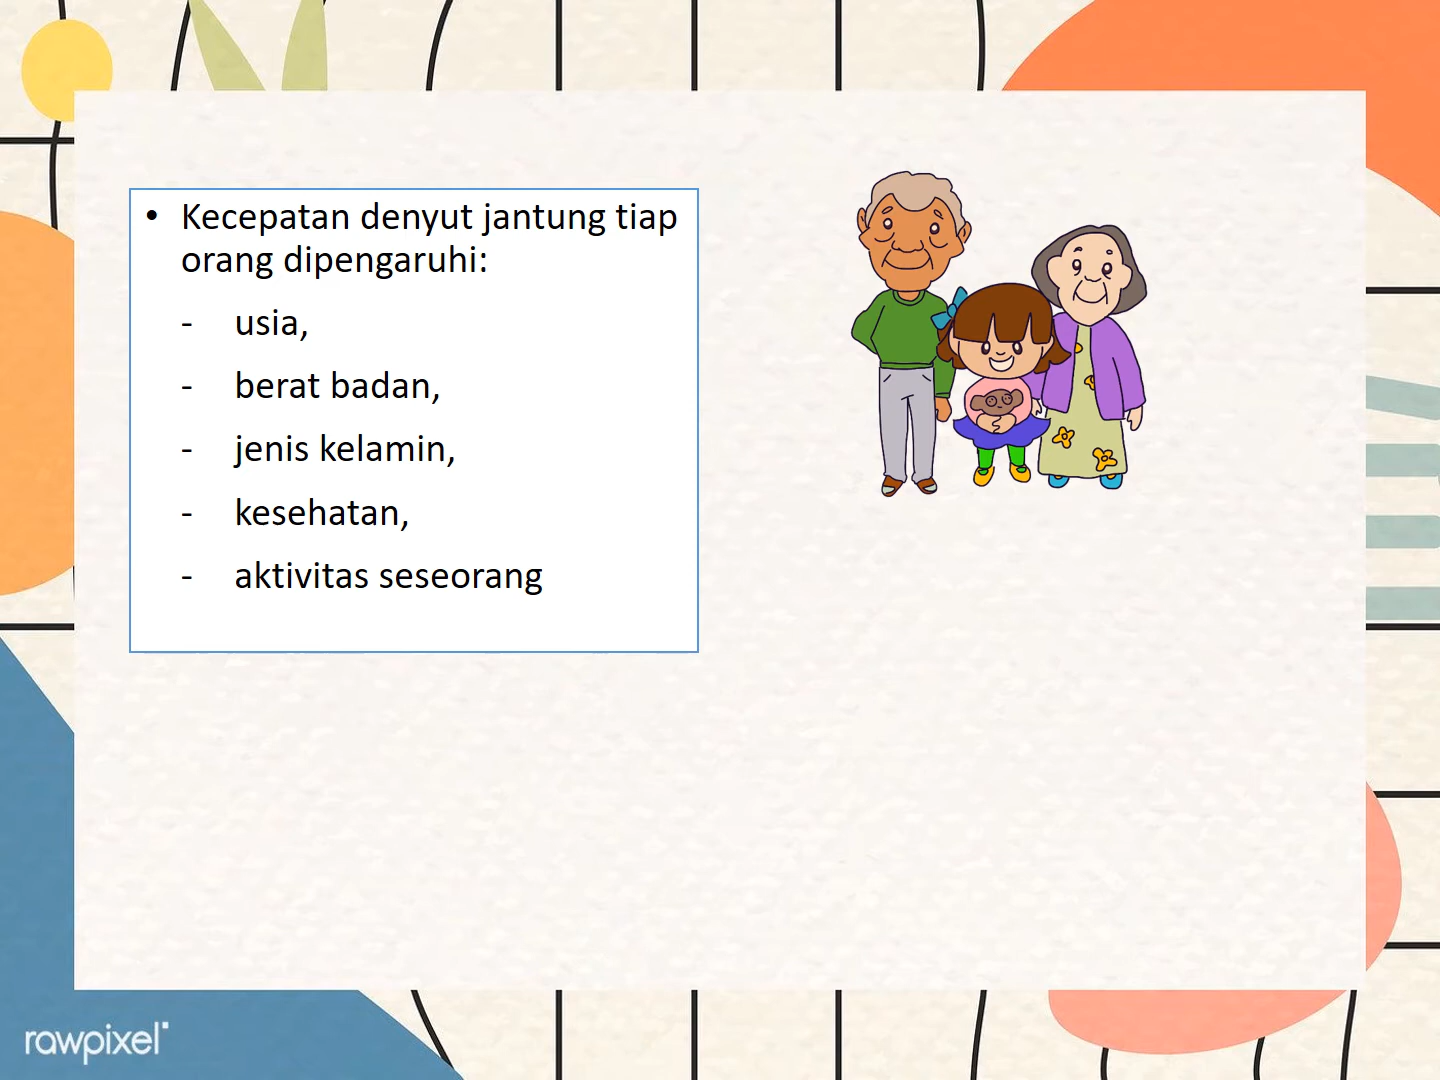 • Kecepatan denyut jantung tiap
orang dipengaruhi:
- usia,
- berat badan,
- jenis kelamin,
- kesehatan,
- aktivitas seseorang
rawpixel